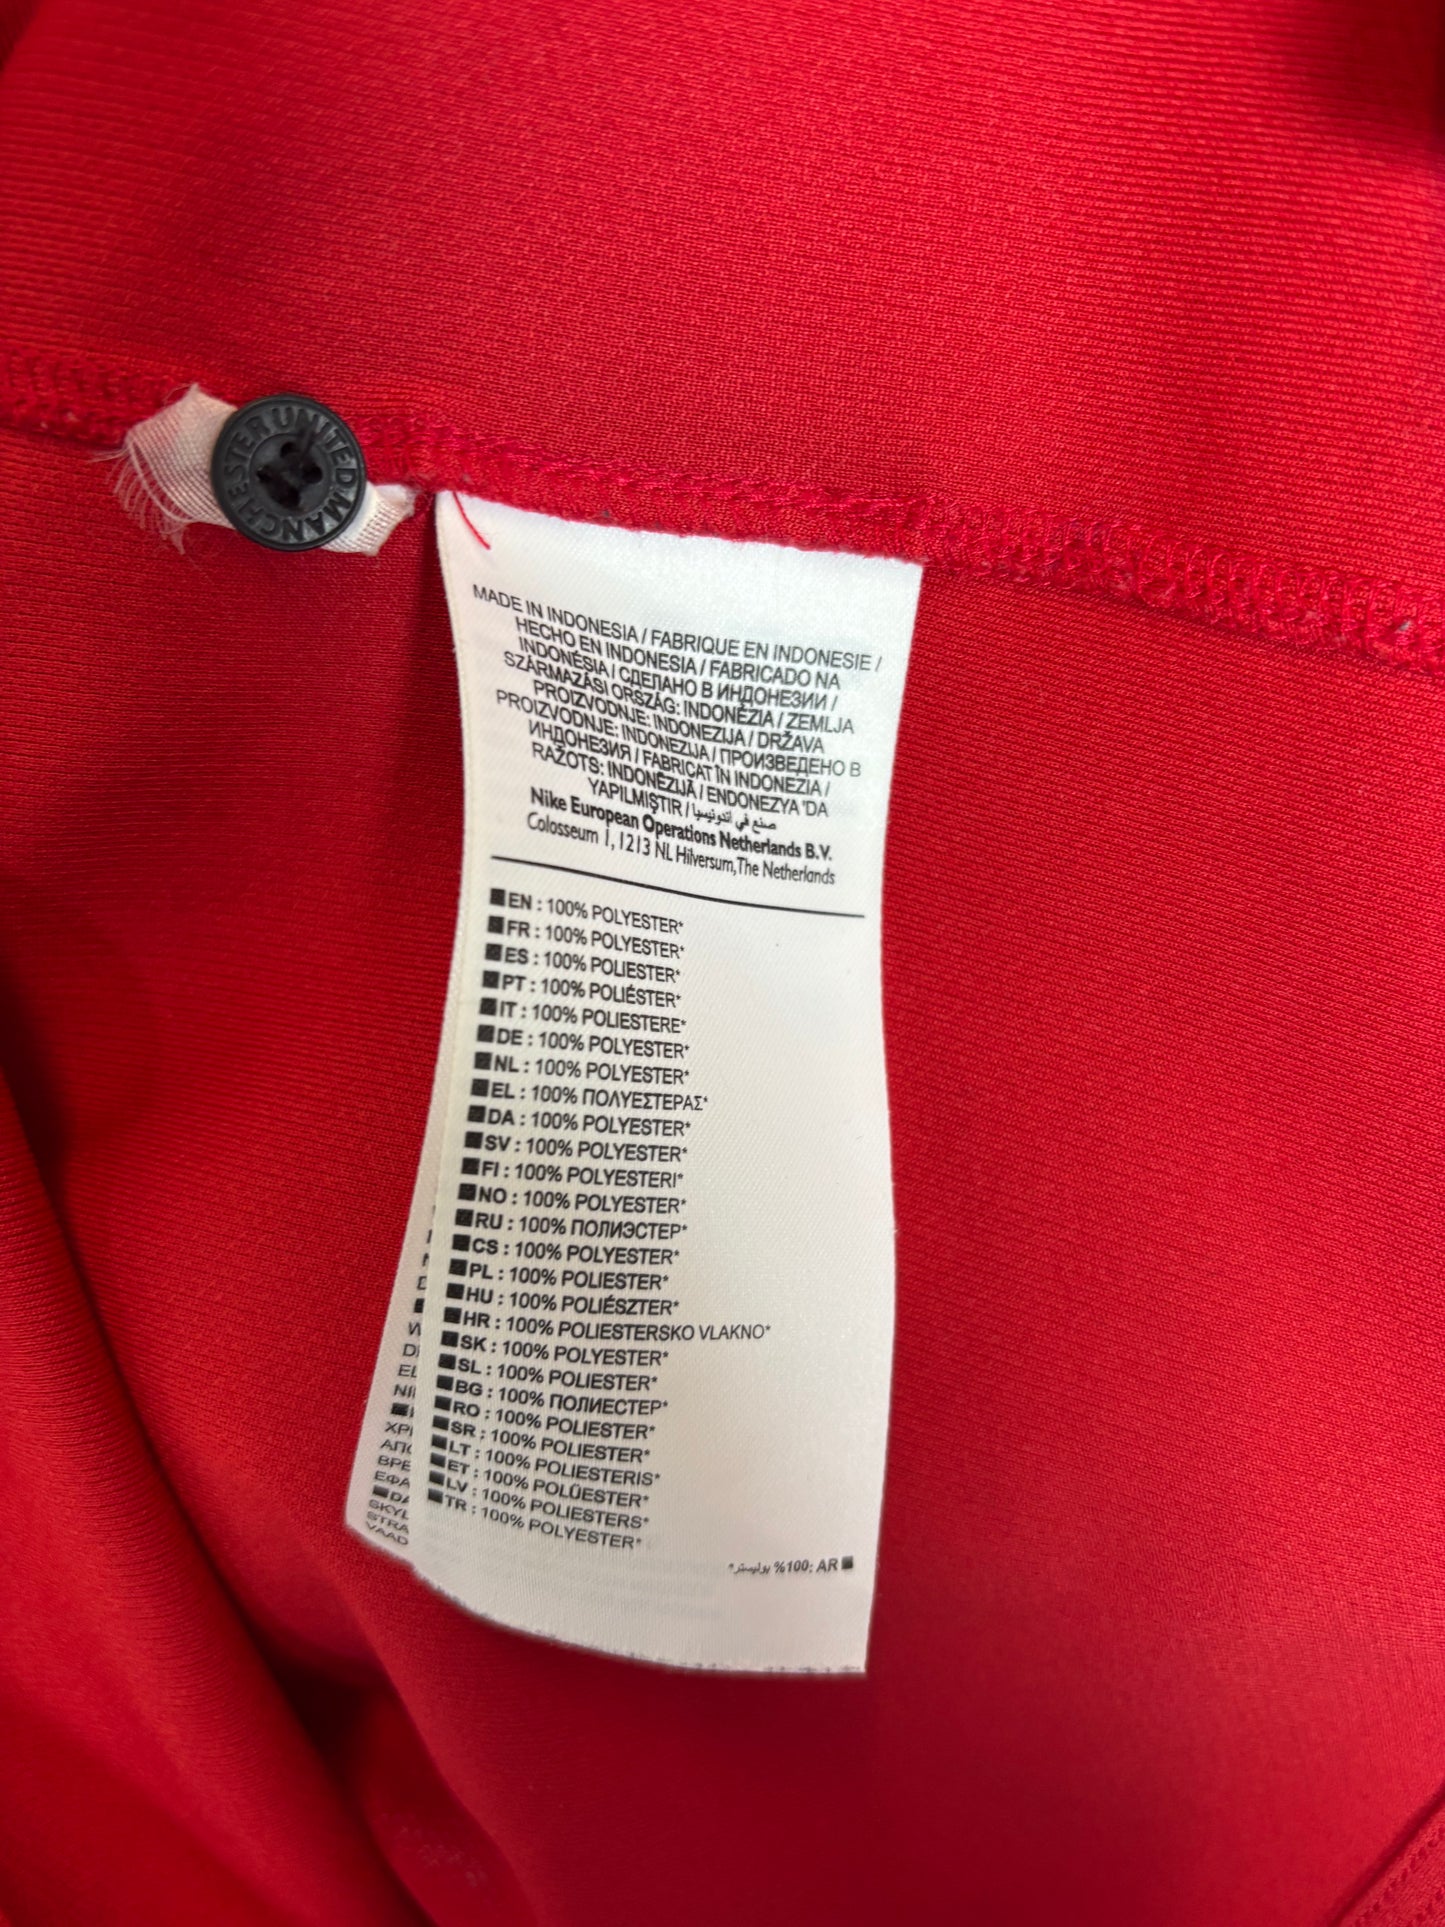 MANCHESTER UNITED
MADE IN INDONESIA / FABRIQUE EN INDONESIE /
HECHO EN INDONESIA / FABRICADO NA
INDONÉSIA / СДЕЛАНО В ИНДОНЕЗИИ /
SZÁRMAZÁSI ORSZÁG: INDONÉZIA / ZEMLJA
PROIZVODNJE: INDONEZIJA / DRŽAVA
PROIZVODNJE: INDONEZIJA / ПРОИЗВЕДЕНО В
ИНДОНЕЗИЯ / FABRICAT ÎN INDONEZIA /
RAŽOTS: INDONĒZIJĀ / ENDONEZYA 'DA
YAPILMIŞTIR / صنع في أندونيسيا
Nike European Operations Netherlands B.V.
Colosseum 1, 1213 NL Hilversum, The Netherlands
EN : 100% POLYESTER*
FR : 100% POLYESTER*
ES : 100% POLIESTER*
PT : 100% POLIÉSTER*
IT : 100% POLIESTERE*
DE : 100% POLYESTER*
NL : 100% POLYESTER*
EL : 100% ΠΟΛΥΕΣΤΕΡΑΣ*
DA : 100% POLYESTER*
SV : 100% POLYESTER*
FI : 100% POLYESTERI*
NO : 100% POLYESTER*
RU : 100% ПОЛИЭСТЕР*
CS : 100% POLYESTER*
PL : 100% POLIESTER*
HU : 100% POLIÉSZTER*
HR : 100% POLIESTERSKO VLAKNO*
SK : 100% POLYESTER*
SL : 100% POLIESTER*
BG : 100% ПОЛИЕСТЕР*
RO : 100% POLIESTER*
SR : 100% POLIESTER*
LT : 100% POLIESTERIS*
ET : 100% POLÜESTER*
LV : 100% POLIESTERS*
TR : 100% POLYESTER*
AR :100% بوليستر*